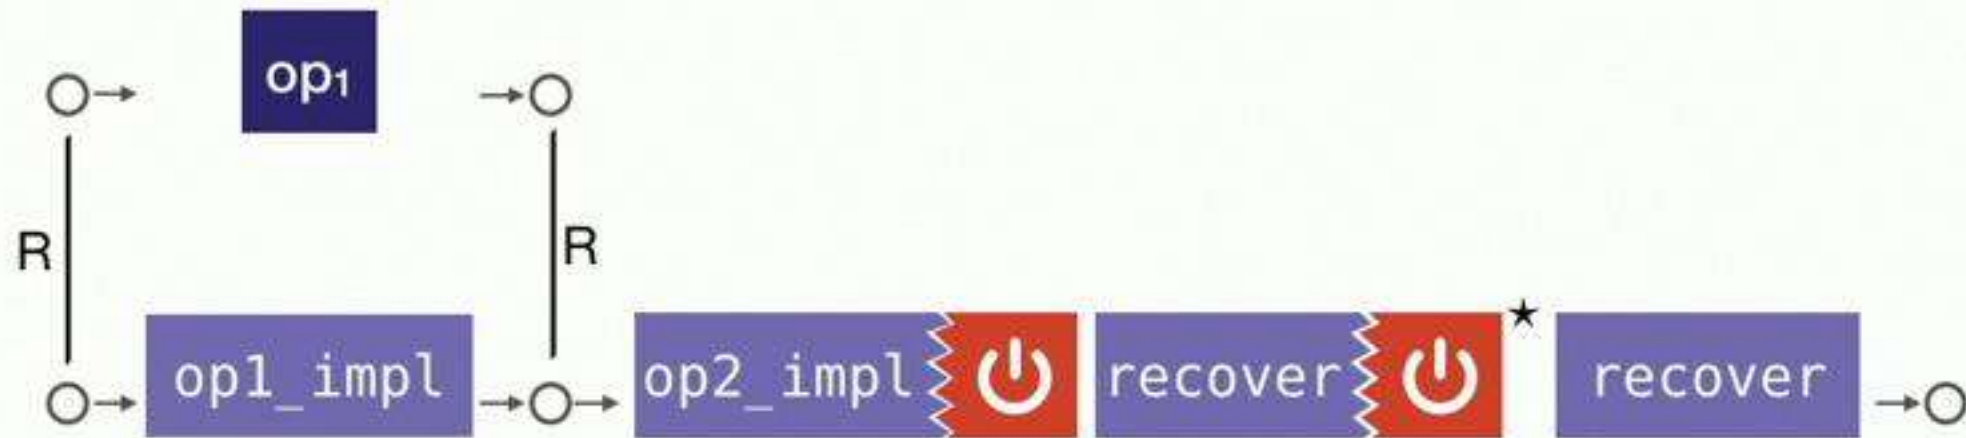 op₁
R R
op1_impl op2_impl recover ★ recover